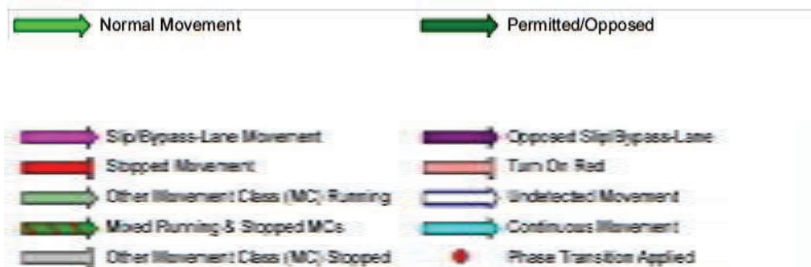 Normal Movement Permitted/Opposed
Slip/Bypass-Lane Movement Opposed Slip/Bypass-Lane
Stopped Movement Turn On Red
Other Movement Class (MC) Running Undetected Movement
Mixed Running & Stopped MCs Continuous Movement
Other Movement Class (MC) Stopped Phase Transition Applied